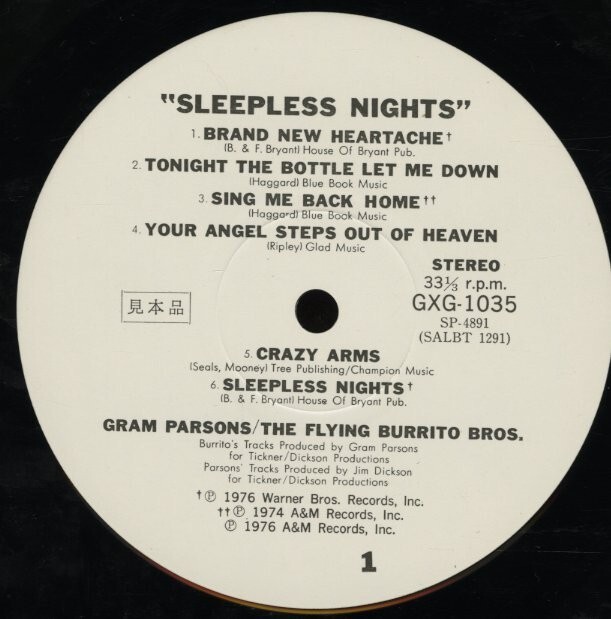 "SLEEPLESS NIGHTS"
1. BRAND NEW HEARTACHE†
(B. & F. Bryant) House Of Bryant Pub.
2. TONIGHT THE BOTTLE LET ME DOWN
(Haggard) Blue Book Music
3. SING ME BACK HOME††
(Haggard) Blue Book Music
4. YOUR ANGEL STEPS OUT OF HEAVEN
(Ripley) Glad Music
STEREO
33⅓ r.p.m.
GXG-1035
SP-4891
(SALBT 1291)
見本品
5. CRAZY ARMS
(Seals, Mooney) Tree Publishing/Champion Music
6. SLEEPLESS NIGHTS†
(B. & F. Bryant) House Of Bryant Pub.
GRAM PARSONS/THE FLYING BURRITO BROS.
Burrito's Tracks Produced by Gram Parsons
for Tickner/Dickson Productions
Parsons' Tracks Produced by Jim Dickson
for Tickner/Dickson Productions
†℗ 1976 Warner Bros. Records, Inc.
††℗ 1974 A&M Records, Inc.
℗ 1976 A&M Records, Inc.
1